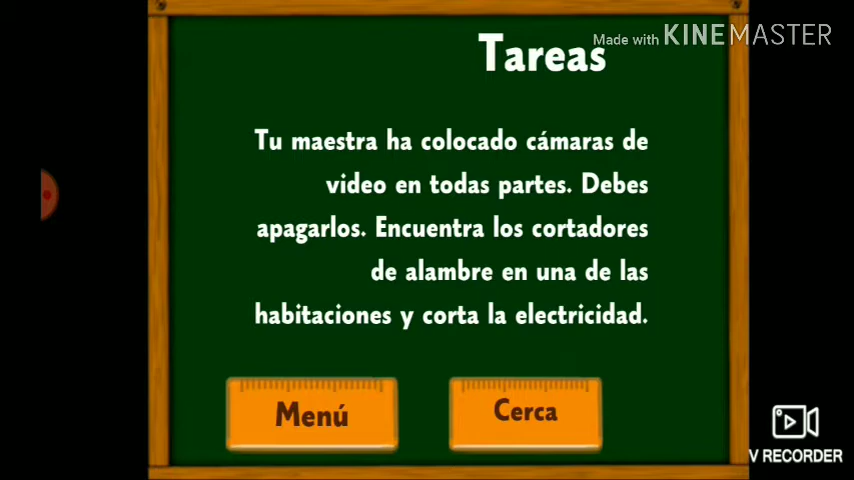 Made with KINEMASTER
Tareas
Tu maestra ha colocado cámaras de
video en todas partes. Debes
apagarlos. Encuentra los cortadores
de alambre en una de las
habitaciones y corta la electricidad.
Menú
Cerca
V RECORDER